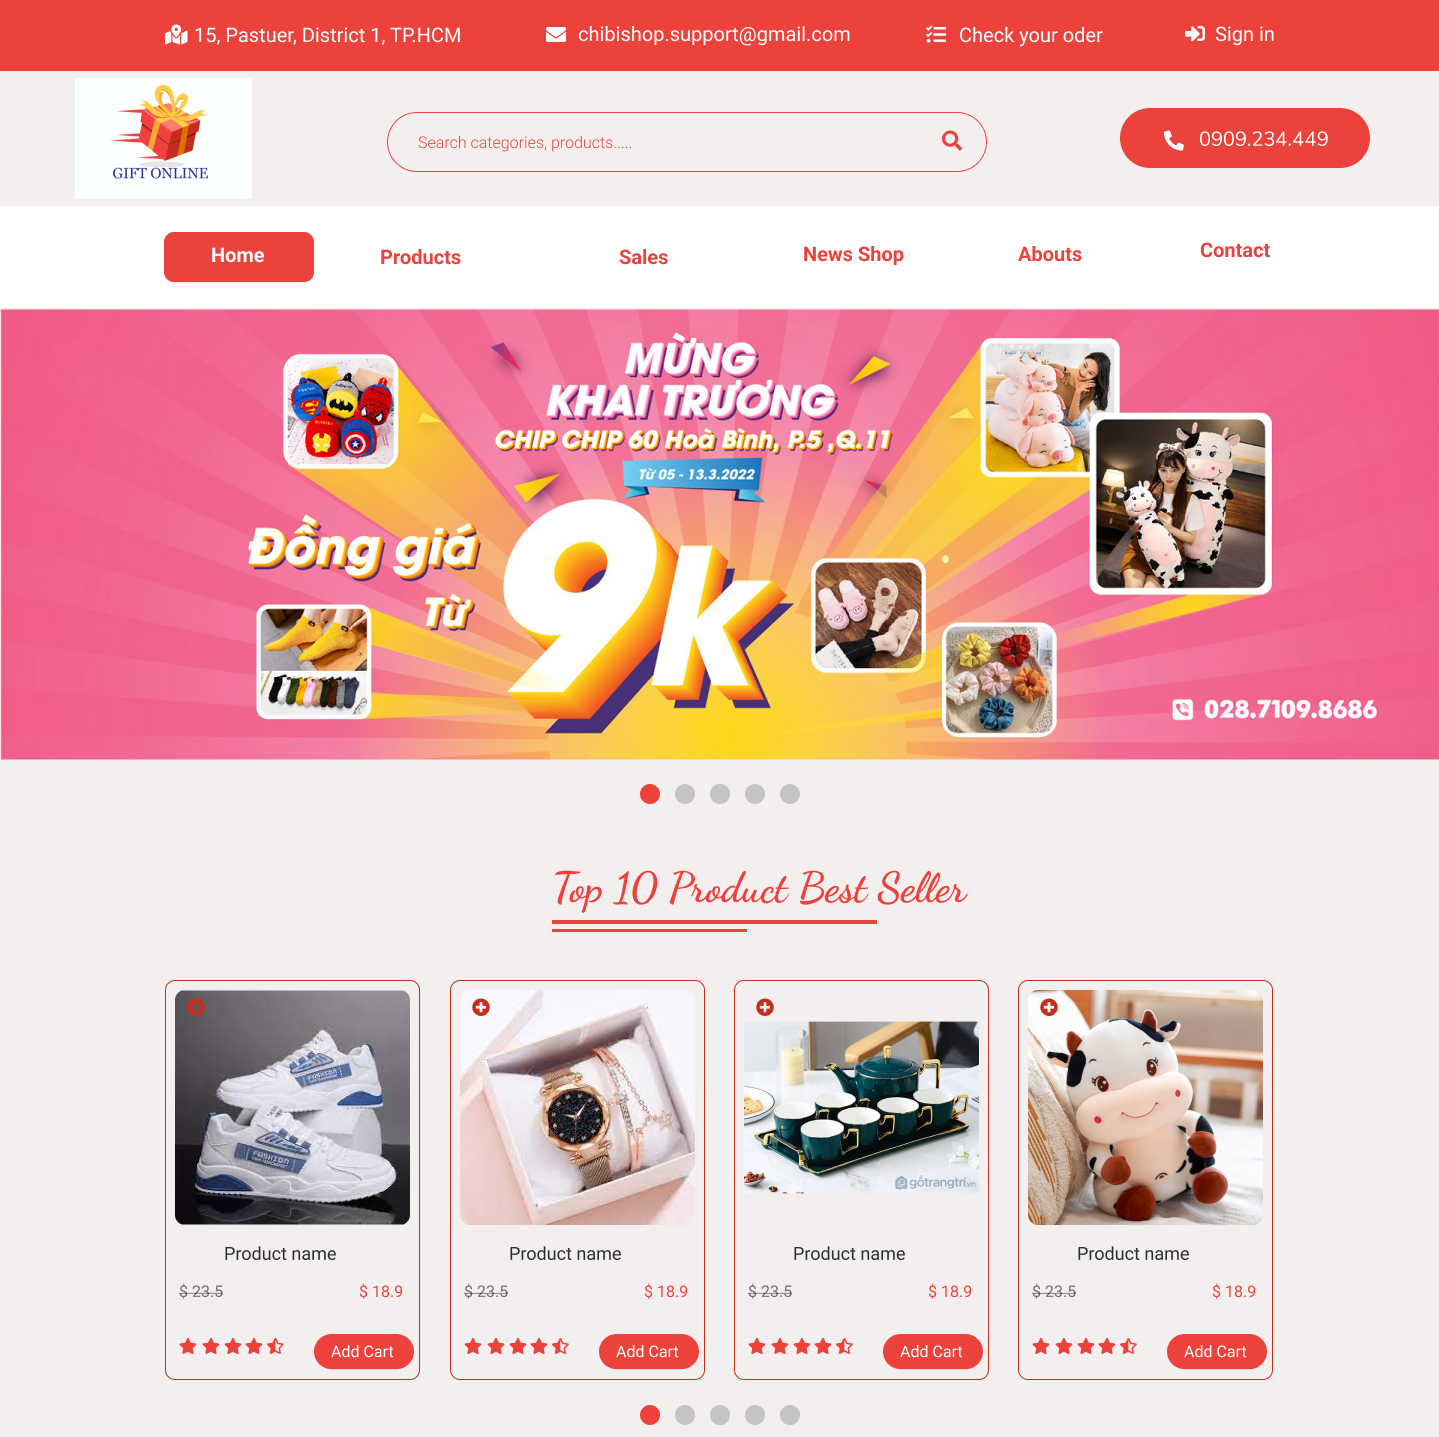 15, Pastuer, District 1, TP.HCM
chibishop.support@gmail.com
Check your oder
Sign in
GIFT ONLINE
Search categories, products.....
0909.234.449
Home
Products
Sales
News Shop
Abouts
Contact
MỪNG
KHAI TRƯƠNG
CHIP CHIP 60 Hoà Bình, P.5 ,Q.11
Từ 05 - 13.3.2022
Đồng giá
Từ
9k
028.7109.8686
Top 10 Product Best Seller
FASHION
FASHION
gỗtrangtrí.vn
Product name
Product name
Product name
Product name
$ 23.5
$ 18.9
$ 23.5
$ 18.9
$ 23.5
$ 18.9
$ 23.5
$ 18.9
Add Cart
Add Cart
Add Cart
Add Cart